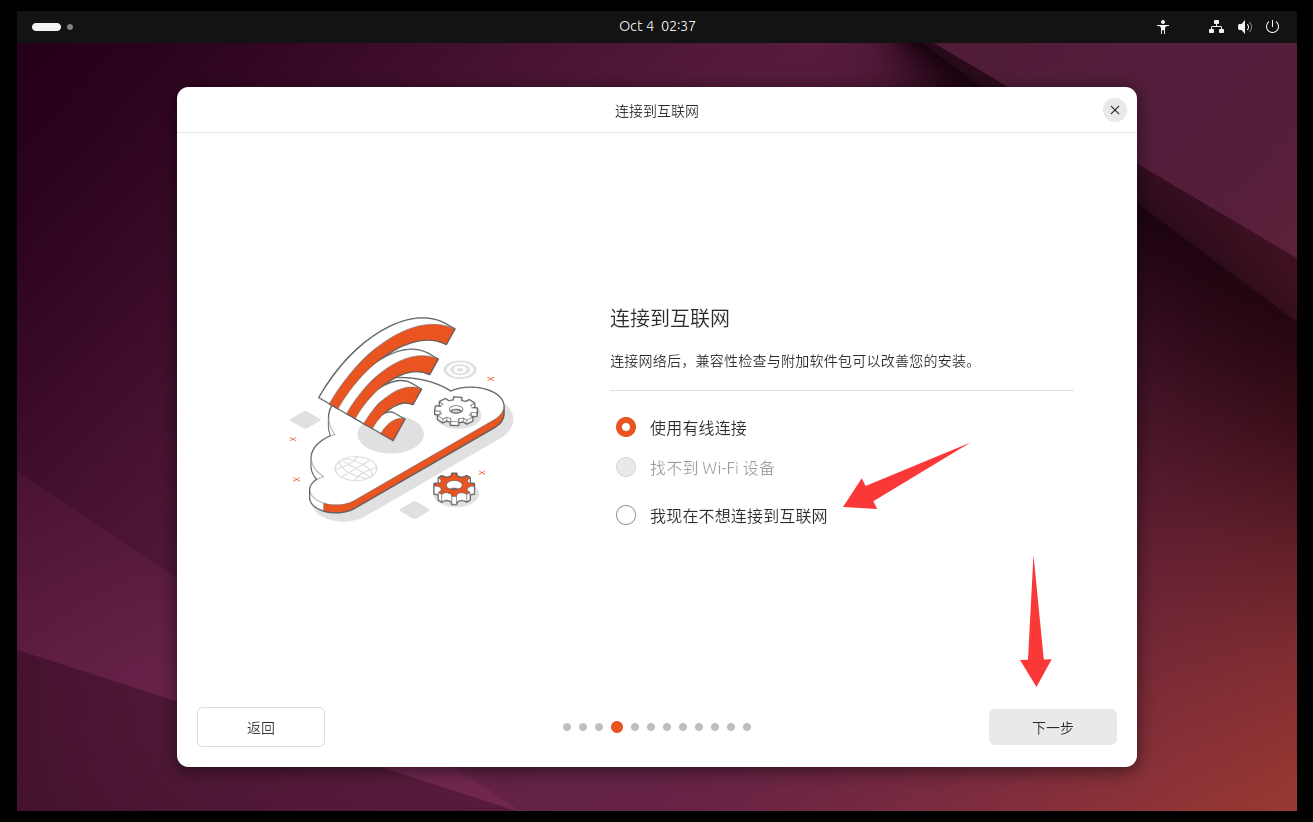 Oct 4 02:37
连接到互联网
连接到互联网
连接网络后，兼容性检查与附加软件包可以改善您的安装。
使用有线连接
找不到 Wi-Fi 设备
我现在不想连接到互联网
返回
下一步